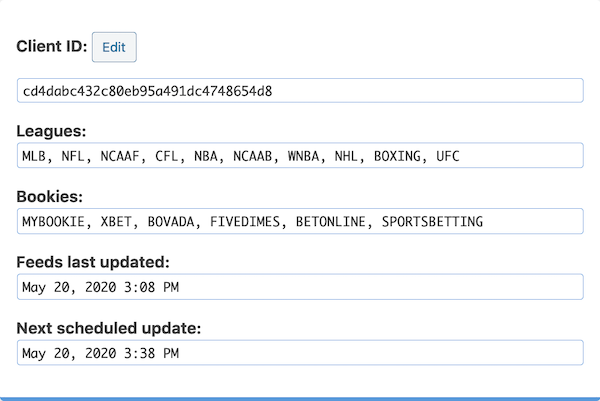 Client ID: Edit
cd4dabc432c80eb95a491dc4748654d8
Leagues:
MLB, NFL, NCAAF, CFL, NBA, NCAAB, WNBA, NHL, BOXING, UFC
Bookies:
MYBOOKIE, XBET, BOVADA, FIVEDIMES, BETONLINE, SPORTSBETTING
Feeds last updated:
May 20, 2020 3:08 PM
Next scheduled update:
May 20, 2020 3:38 PM